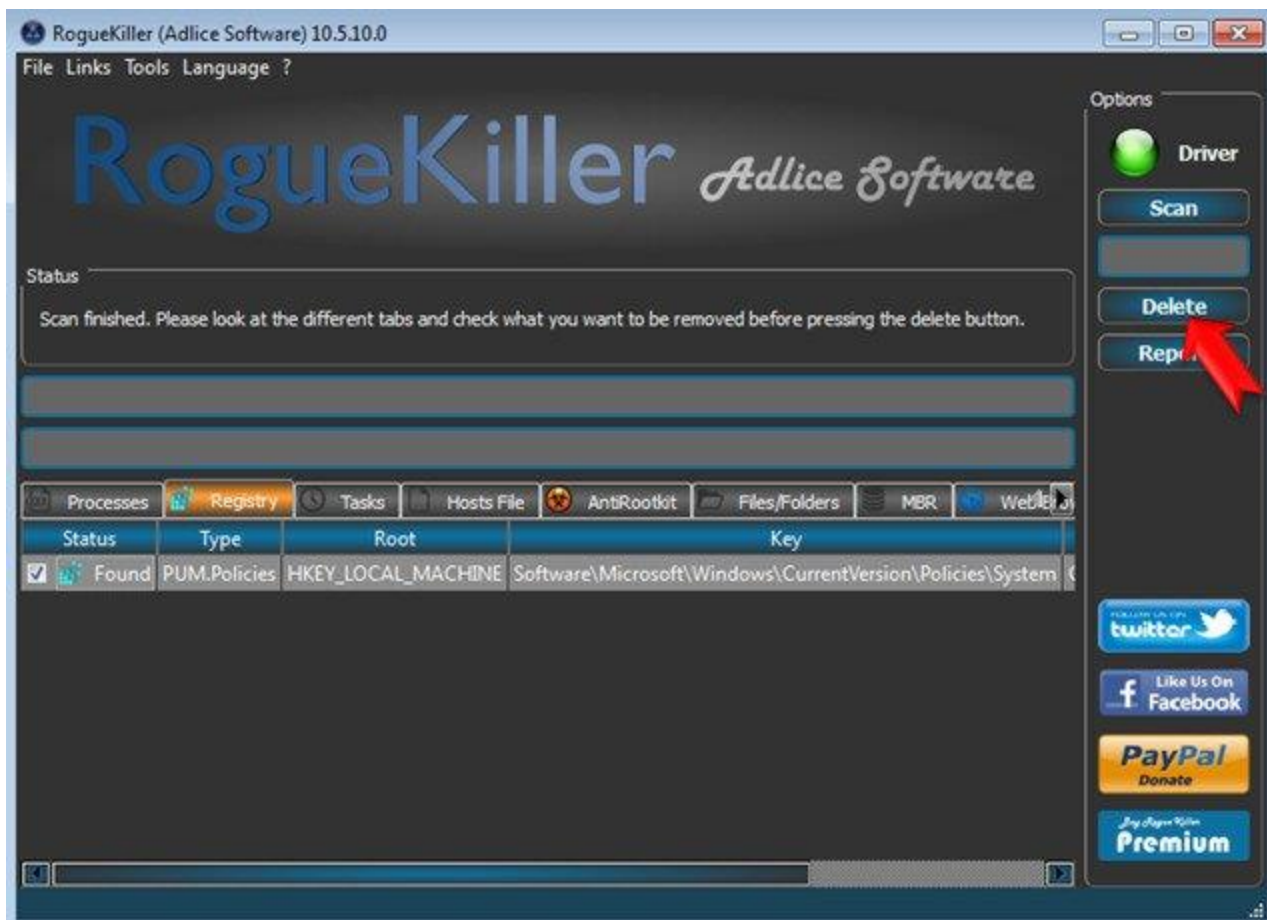 RogueKiller (Adlice Software) 10.5.10.0
File Links Tools Language ?
RogueKiller Adlice Software
Options
Driver
Scan
Status
Scan finished. Please look at the different tabs and check what you want to be removed before pressing the delete button.
Delete
Processes Registry Tasks Hosts File AntiRootkit Files/Folders MBR
Status Type Root Key
Found PUM.Policies HKEY_LOCAL_MACHINE Software\Microsoft\Windows\CurrentVersion\Policies\System
FOLLOW US ON
twitter
f Like Us On
Facebook
PayPal
Donate
Premium